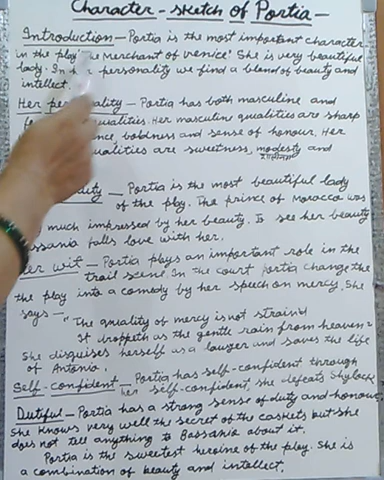 Character-sketch of Portia-
Introduction- Portia is the most important character
in the play Merchant of Venice! She is very beautiful
lady. In her personality we find a blend of beauty and
intellect.
Her personality - Portia has both masculine and
qualities. Her masculine qualities are sharp
boldness and sense of honour. Her
qualities are sweetness, modesty and
- Portia is the most beautiful lady
of the play. The prince of Morocco was
much impressed by her beauty. To see her beauty
falls love with her.
Her wit - Portia plays an important role in the
trail sene. In the court Portia change the
the play into a comedy by her speech on mercy. She
says -
"The quality of mercy is not strain'd
It droppeth as the gentle rain from heaven"
She disguises herself as a lawyer and saves the life
of Antonio.
Self-confident - Portia has self-confident through
her self-confident, she defeats Shylock
Dutiful - Portia has a strong sense of duty and honour.
She knows very well the secret of the caskets but she
does not tell anything to Bassania about it.
Portia is the sweetest heroine of the play. She is
a combination of beauty and intellect.